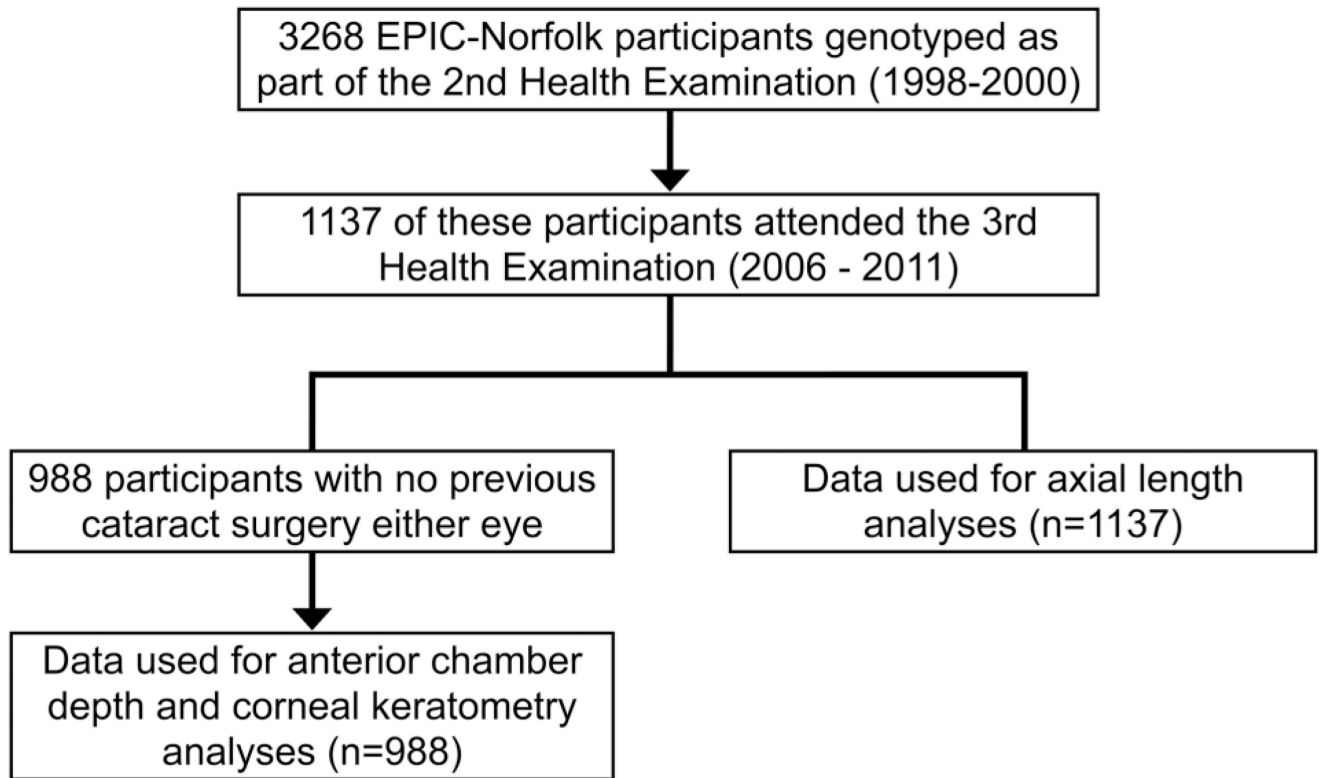 3268 EPIC-Norfolk participants genotyped as
part of the 2nd Health Examination (1998-2000)
1137 of these participants attended the 3rd
Health Examination (2006 - 2011)
988 participants with no previous
cataract surgery either eye
Data used for axial length
analyses (n=1137)
Data used for anterior chamber
depth and corneal keratometry
analyses (n=988)